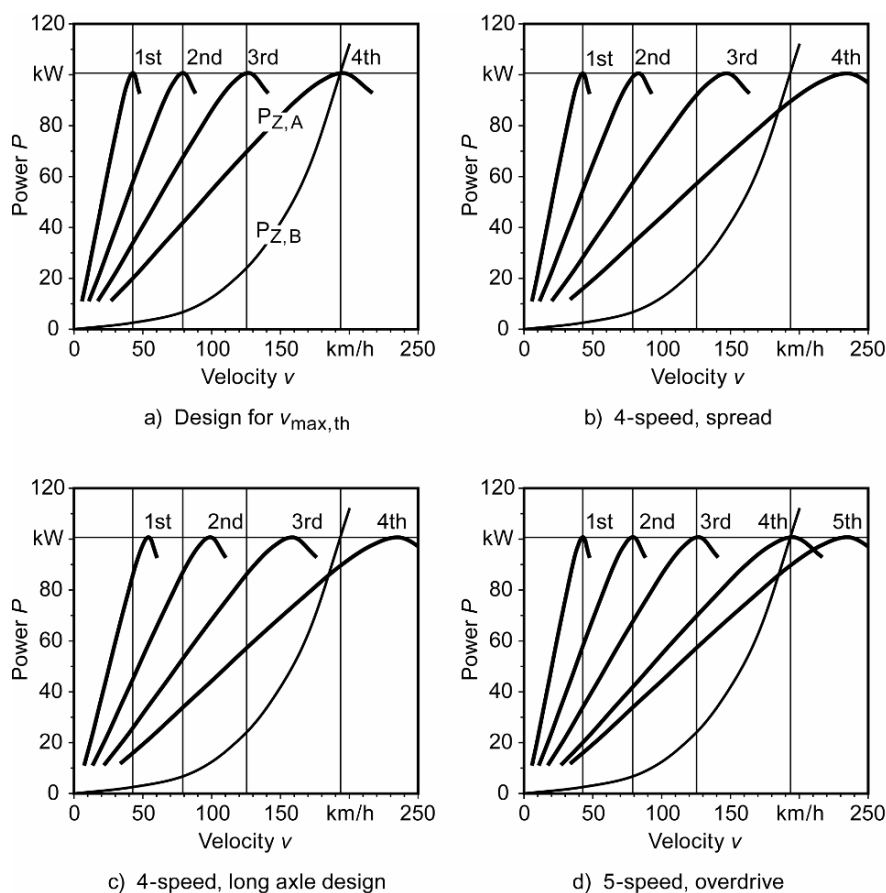 120
kW
80
60
40
20
0
Power P
1st 2nd 3rd 4th
P_Z,A
P_Z,B
0 50 100 150 km/h 250
Velocity v
a) Design for v_max,th
120
kW
80
60
40
20
0
Power P
1st 2nd 3rd 4th
0 50 100 150 km/h 250
Velocity v
b) 4-speed, spread
120
kW
80
60
40
20
0
Power P
1st 2nd 3rd 4th
0 50 100 150 km/h 250
Velocity v
c) 4-speed, long axle design
120
kW
80
60
40
20
0
Power P
1st 2nd 3rd 4th 5th
0 50 100 150 km/h 250
Velocity v
d) 5-speed, overdrive